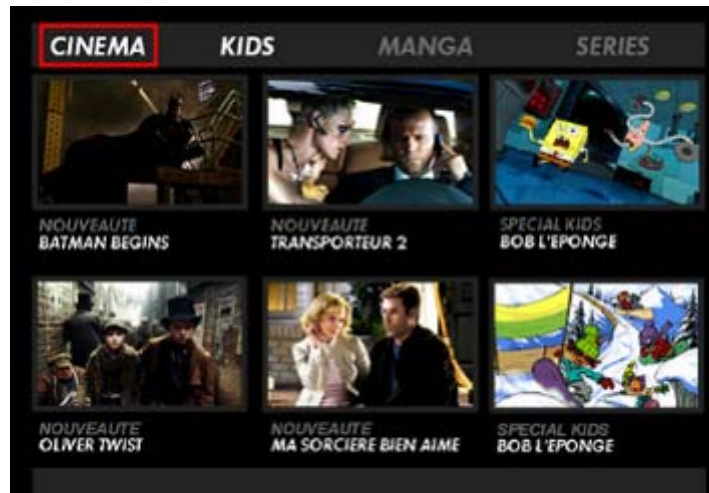 CINEMA KIDS MANGA SERIES
NOUVEAUTE NOUVEAUTE SPECIAL KIDS
BATMAN BEGINS TRANSPORTEUR 2 BOB L'EPONGE
NOUVEAUTE NOUVEAUTE SPECIAL KIDS
OLIVER TWIST MA SORCIERE BIEN AIME BOB L'EPONGE